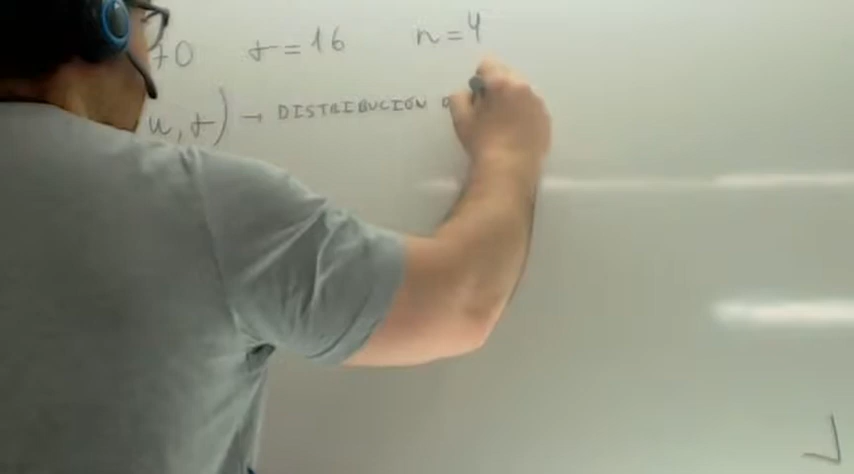 70 σ=16 n=4
μ,σ) → DISTRIBUCIÓN